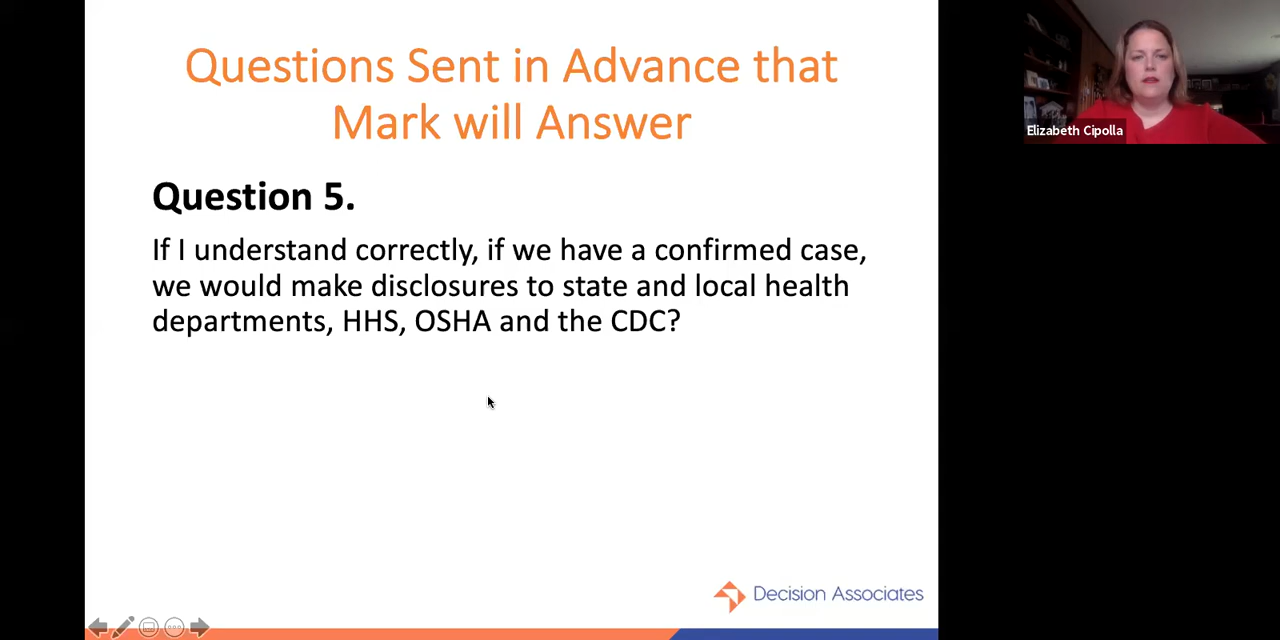 Questions Sent in Advance that
Mark will Answer
Question 5.
If I understand correctly, if we have a confirmed case,
we would make disclosures to state and local health
departments, HHS, OSHA and the CDC?
Decision Associates
Elizabeth Cipolla